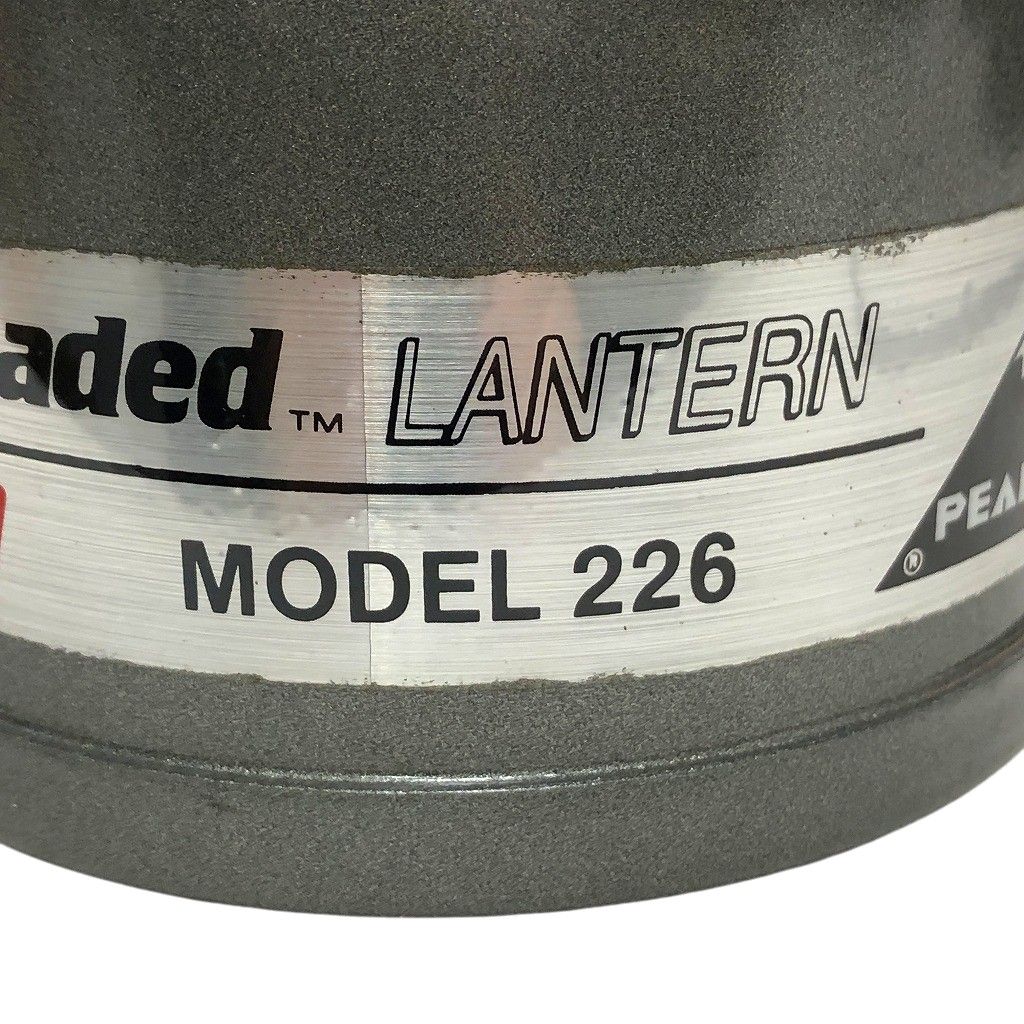 aded™ LANTERN
MODEL 226
PEA
®